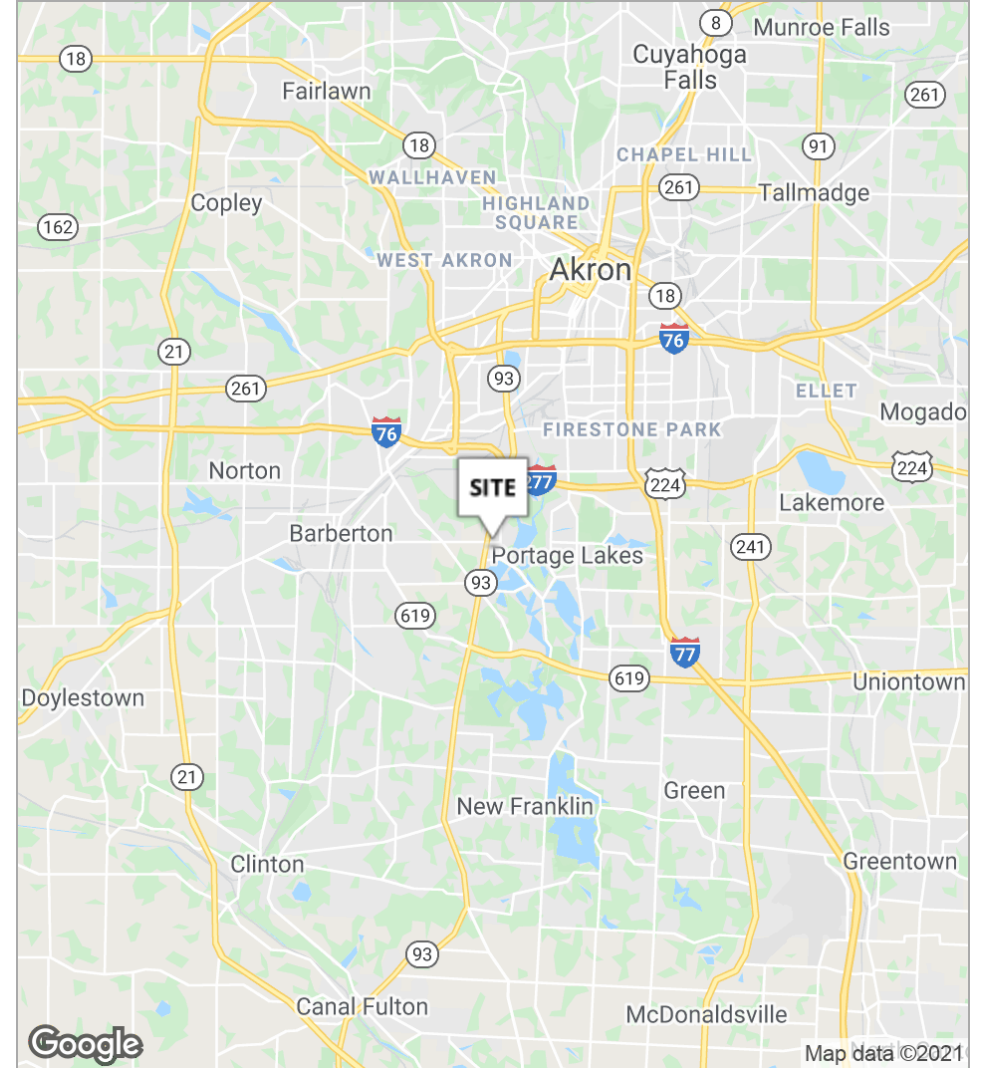 8
Munroe Falls
18
Cuyahoga
Falls
Fairlawn
261
18
91
CHAPEL HILL
WALLHAVEN
261
Tallmadge
Copley
HIGHLAND
SQUARE
162
WEST AKRON
Akron
18
76
21
93
261
ELLET
Mogado
76
FIRESTONE PARK
Norton
224
277
224
SITE
Lakemore
Barberton
241
Portage Lakes
93
619
77
619
Uniontown
Doylestown
21
Green
New Franklin
Clinton
Greentown
93
Canal Fulton
McDonaldsville
Google
Map data ©2021